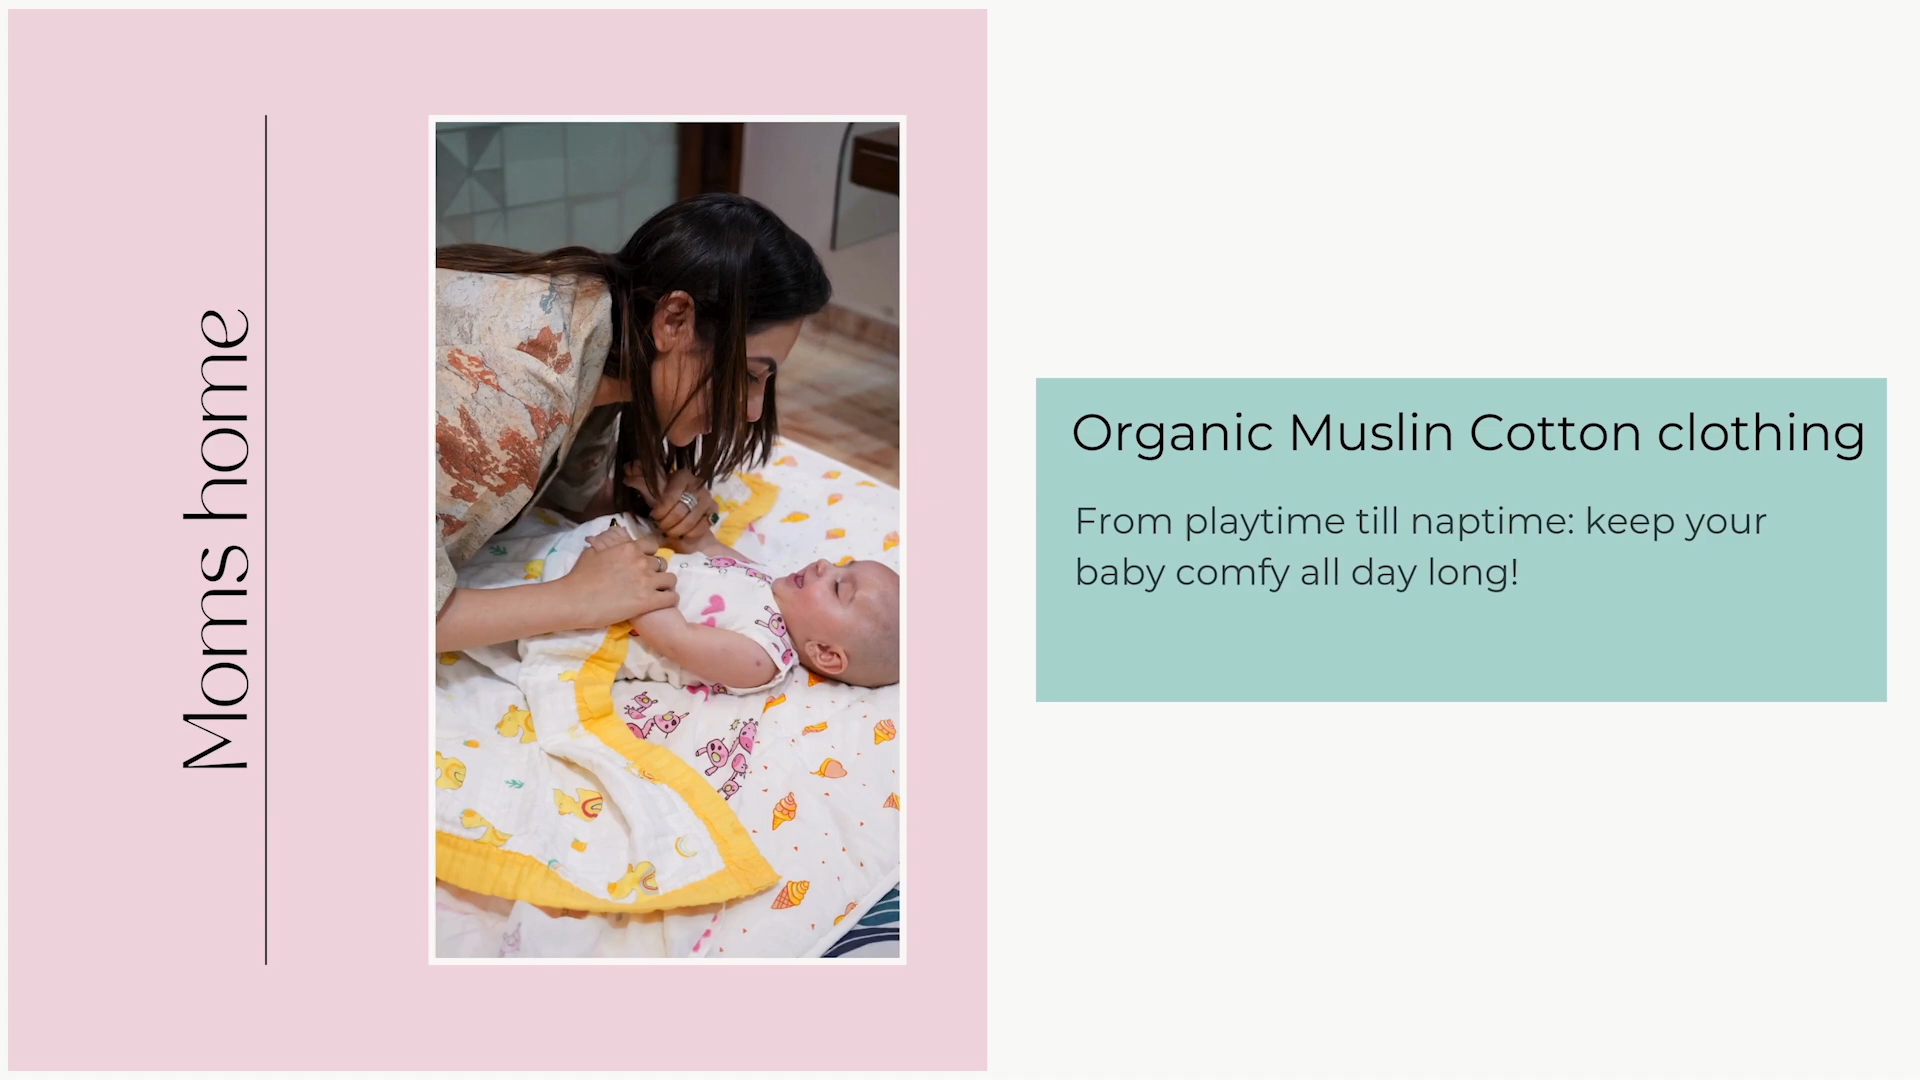 Moms home
Organic Muslin Cotton clothing
From playtime till naptime: keep your
baby comfy all day long!